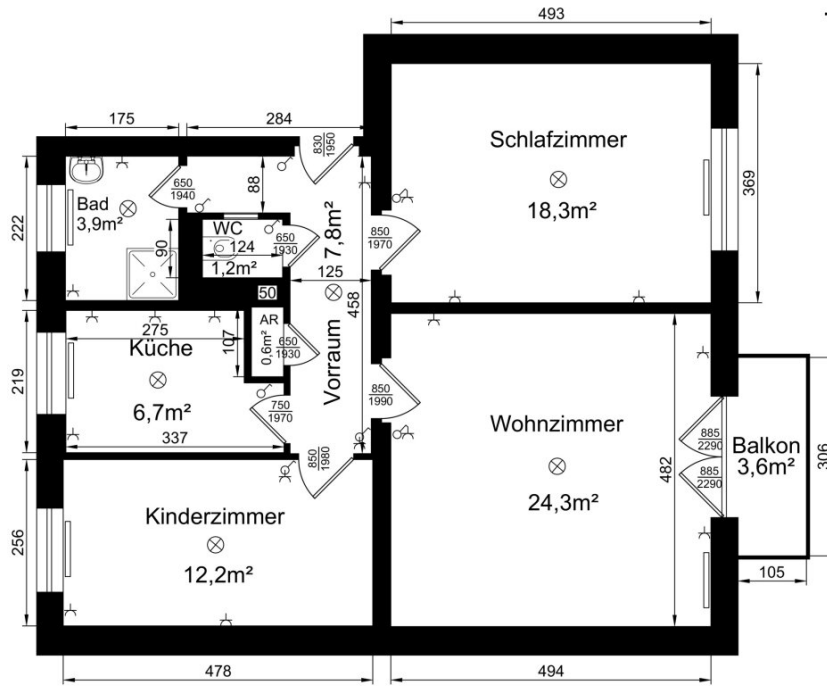 493
175
284
830
1950
Schlafzimmer
18,3m²
369
650
1940
88
Bad
3,9m²
222
90
WC
124
1,2m²
650
1930
7,8m²
850
1970
125
458
50
AR
0,6m²
107
650
1930
Vorraum
275
Küche
6,7m²
219
337
750
1970
850
1990
850
1980
Wohnzimmer
24,3m²
482
885
2290
885
2290
Balkon
3,6m²
306
105
Kinderzimmer
12,2m²
256
478
494